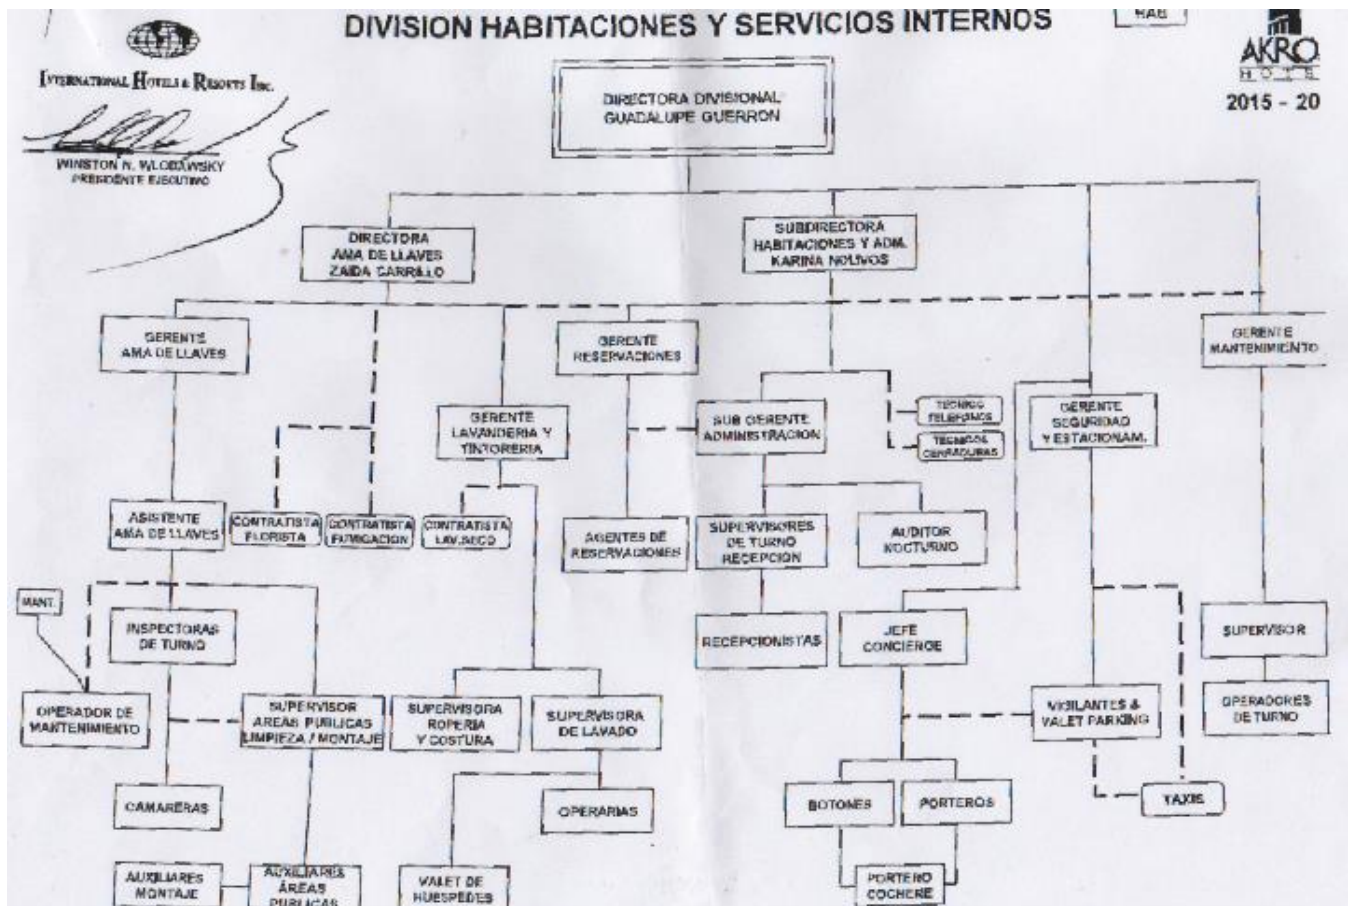 DIVISION HABITACIONES Y SERVICIOS INTERNOS
HAB
INTERNATIONAL HOTELS & RESORTS INC.
AKRO
HOTE
2015 - 20
WINSTON N. WLODAWSKY
PRESIDENTE EJECUTIVO
DIRECTORA DIVISIONAL
GUADALUPE GUERRON
DIRECTORA
AMA DE LLAVES
ZAIDA CARRILLO
SUBDIRECTORA
HABITACIONES Y ADM.
KARINA NOLIVOS
GERENTE
AMA DE LLAVES
GERENTE
RESERVACIONES
GERENTE
MANTENIMIENTO
GERENTE
LAVANDERIA Y
TINTORERIA
SUB GERENTE
ADMINISTRACION
TECNICO
TELEFONOS
TECNICOS
CERRADURAS
GERENTE
SEGURIDAD
Y ESTACIONAM.
ASISTENTE
AMA DE LLAVES
CONTRATISTA
FLORISTA
CONTRATISTA
FUMIGACION
CONTRATISTA
LAV.SECO
AGENTES DE
RESERVACIONES
SUPERVISORES
DE TURNO
RECEPCION
AUDITOR
NOCTURNO
MANT.
INSPECTORAS
DE TURNO
RECEPCIONISTAS
JEFE
CONCIERGE
SUPERVISOR
OPERADOR DE
MANTENIMIENTO
SUPERVISOR
AREAS PUBLICAS
LIMPIEZA / MONTAJE
SUPERVISORA
ROPERIA
Y COSTURA
SUPERVISORA
DE LAVADO
VIGILANTES &
VALET PARKING
OPERADORES
DE TURNO
CAMARERAS
OPERARIAS
BOTONES
PORTEROS
TAXIS
AUXILIARES
MONTAJE
AUXILIARES
ÁREAS
PUBLICAS
VALET DE
HUESPEDES
PORTERO
COCHERE